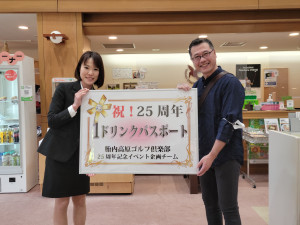 祝!25周年
1ドリンクパスポート
胎内高原ゴルフ倶楽部
25周年記念イベント企画チーム